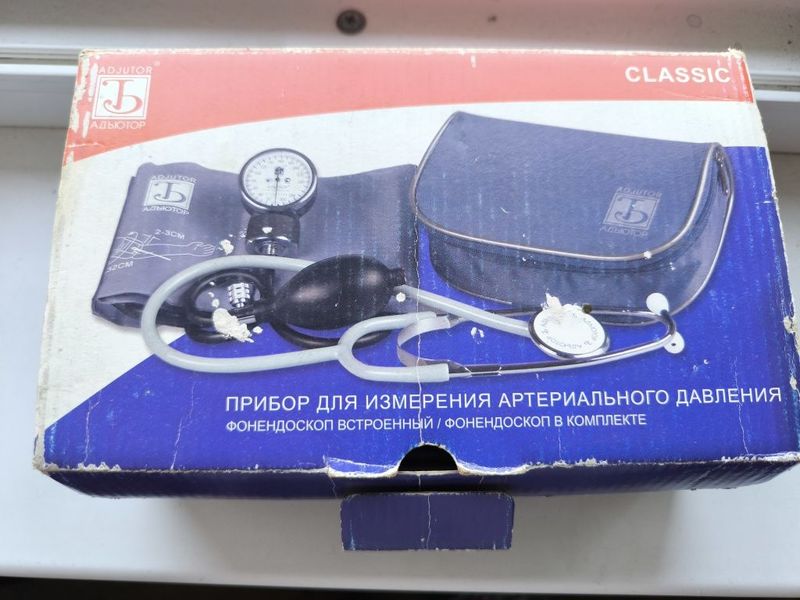 ADJUTOR
АДЪЮТОР
CLASSIC
ADJUTOR
АДЪЮТОР
2-3CM
32CM
ADJUTOR
АДЪЮТОР
ПРИБОР ДЛЯ ИЗМЕРЕНИЯ АРТЕРИАЛЬНОГО ДАВЛЕНИЯ
ФОНЕНДОСКОП ВСТРОЕННЫЙ / ФОНЕНДОСКОП В КОМПЛЕКТЕ